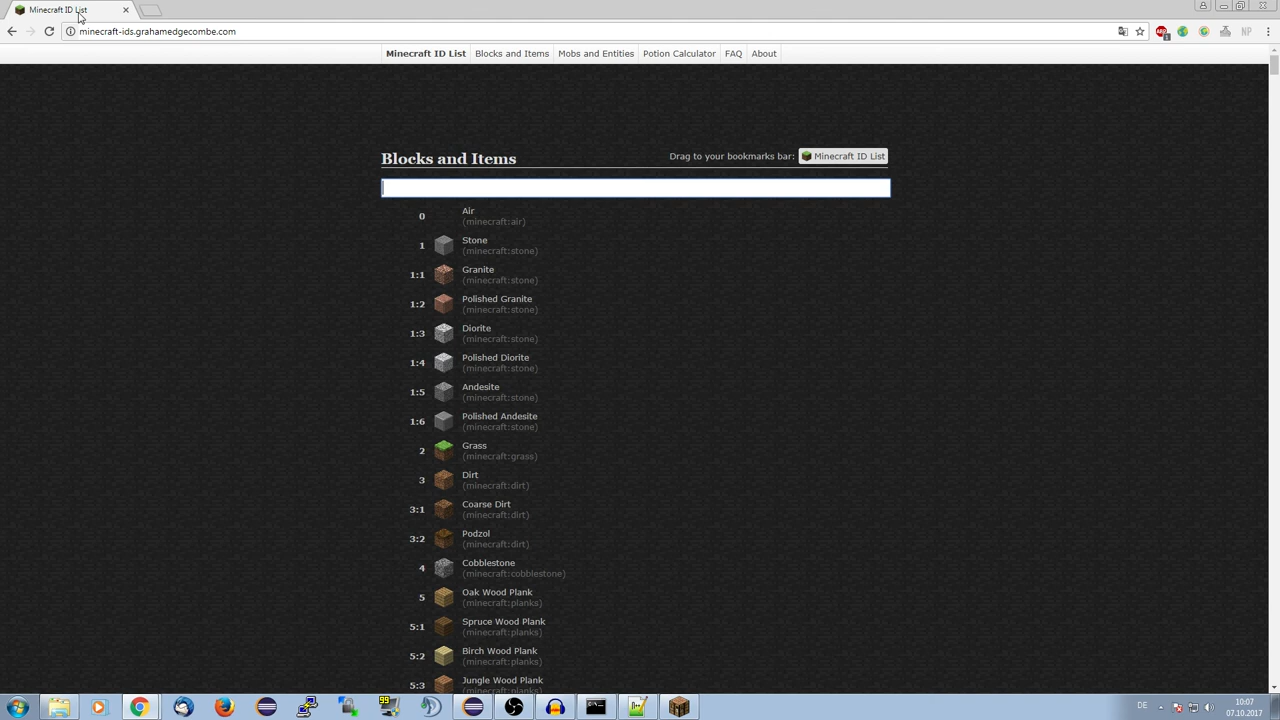 Minecraft ID List
minecraft-ids.grahamedgecombe.com
1
NP
Minecraft ID List Blocks and Items Mobs and Entities Potion Calculator FAQ About
Blocks and Items Drag to your bookmarks bar: Minecraft ID List
0 Air
(minecraft:air)
1 Stone
(minecraft:stone)
1:1 Granite
(minecraft:stone)
1:2 Polished Granite
(minecraft:stone)
1:3 Diorite
(minecraft:stone)
1:4 Polished Diorite
(minecraft:stone)
1:5 Andesite
(minecraft:stone)
1:6 Polished Andesite
(minecraft:stone)
2 Grass
(minecraft:grass)
3 Dirt
(minecraft:dirt)
3:1 Coarse Dirt
(minecraft:dirt)
3:2 Podzol
(minecraft:dirt)
4 Cobblestone
(minecraft:cobblestone)
5 Oak Wood Plank
(minecraft:planks)
5:1 Spruce Wood Plank
(minecraft:planks)
5:2 Birch Wood Plank
(minecraft:planks)
5:3 Jungle Wood Plank
(minecraft:planks)
99
DE
10:07
07.10.2017